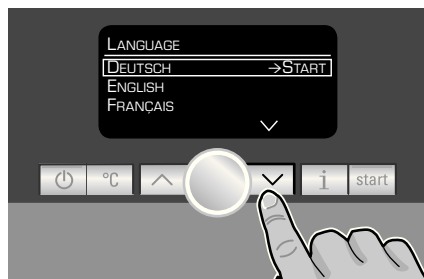 LANGUAGE
DEUTSCH →START
ENGLISH
FRANÇAIS
°C i start